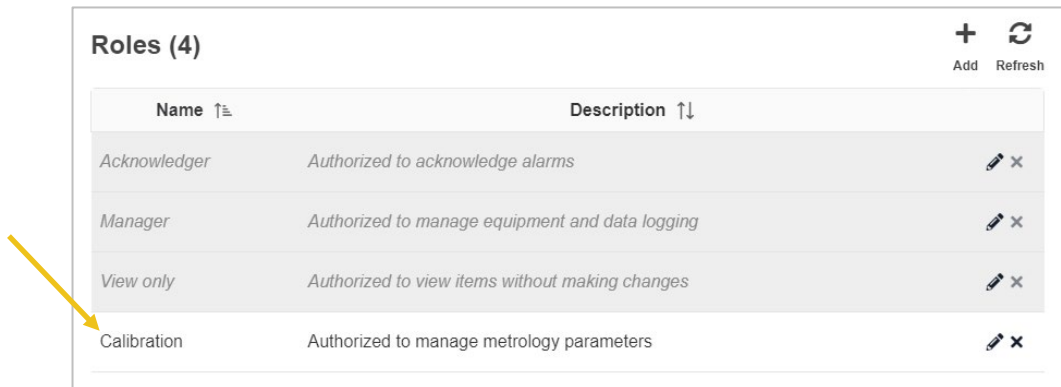 Roles (4)
Add Refresh
Name Description
Acknowledger Authorized to acknowledge alarms
Manager Authorized to manage equipment and data logging
View only Authorized to view items without making changes
Calibration Authorized to manage metrology parameters